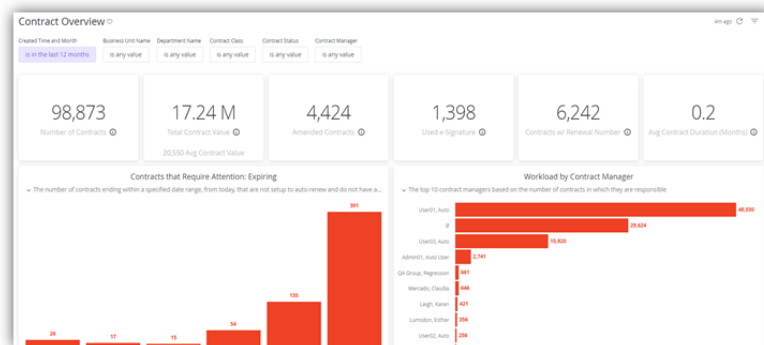 Contract Overview
4m ago
Created Time and Month Business Unit Name Department Name Contract Class Contract Status Contract Manager
is in the last 12 months is any value is any value is any value is any value is any value
98,873 17.24 M 4,424 1,398 6,242 0.2
Number of Contracts Total Contract Value Amended Contracts Used e-Signature Contracts w/ Renewal Number Avg Contract Duration (Months)
20,550 Avg Contract Value
Contracts that Require Attention: Expiring
The number of contracts ending within a specified date range, from today, that are not setup to auto-renew and do not have a...
391
135
54
20
17
15
Workload by Contract Manager
The top 10 contract managers based on the number of contracts in which they are responsible
User01, Auto
29,624
User03, Auto
Admin01, Auto User 2,741
QA Group, Regression 661
Mercado, Claudia 646
Leigh, Karen 421
Lumsdon, Esther 356
User02, Auto 256